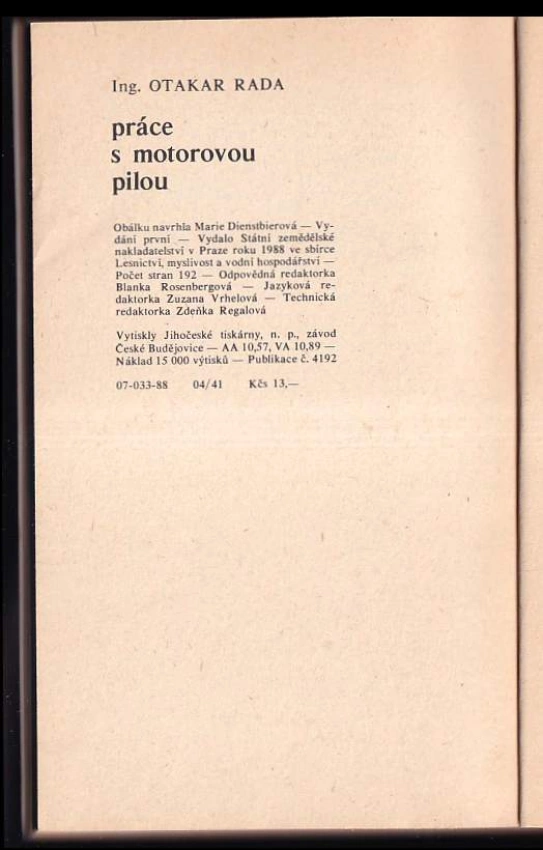 Ing. OTAKAR RADA
práce
s motorovou
pilou
Obálku navrhla Marie Dienstbierová — Vy-
dání první — Vydalo Státní zemědělské
nakladatelství v Praze roku 1988 ve sbírce
Lesnictví, myslivost a vodní hospodářství —
Počet stran 192 — Odpovědná redaktorka
Blanka Rosenbergová — Jazyková re-
daktorka Zuzana Vrhelová — Technická
redaktorka Zdeňka Regalová
Vytiskly Jihočeské tiskárny, n. p., závod
České Budějovice — AA 10,57, VA 10,89 —
Náklad 15 000 výtisků — Publikace č. 4192
07-033-88 04/41 Kčs 13,—